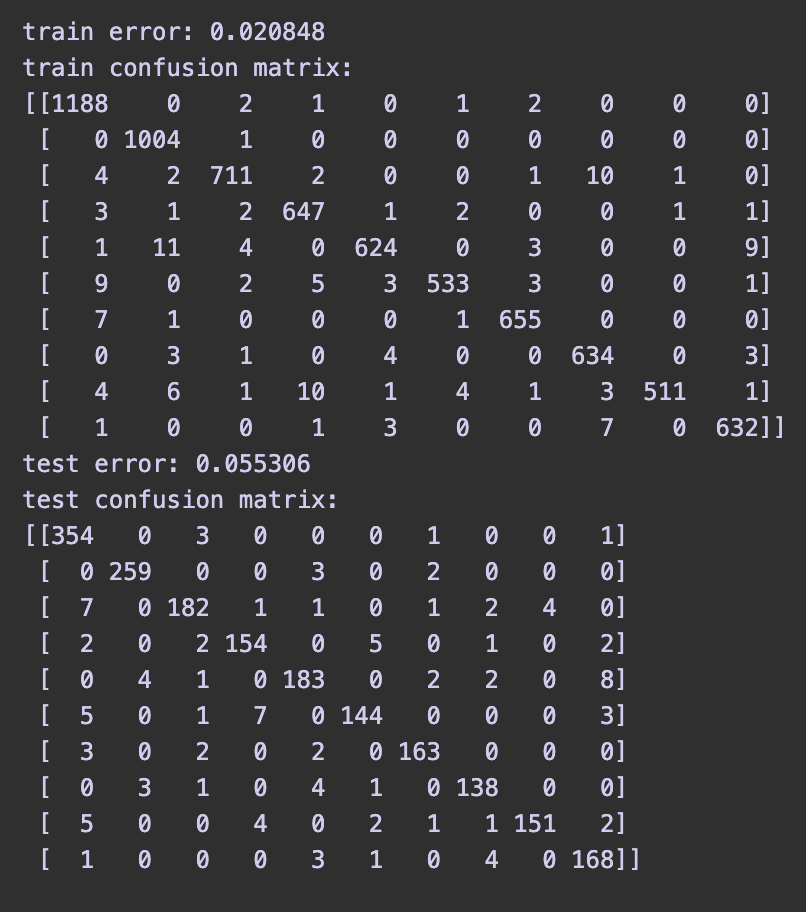 train error: 0.020848
train confusion matrix:
[[1188    0    2    1    0    1    2    0    0    0]
 [   0 1004    1    0    0    0    0    0    0    0]
 [   4    2  711    2    0    0    1   10    1    0]
 [   3    1    2  647    1    2    0    0    1    1]
 [   1   11    4    0  624    0    3    0    0    9]
 [   9    0    2    5    3  533    3    0    0    1]
 [   7    1    0    0    0    1  655    0    0    0]
 [   0    3    1    0    4    0    0  634    0    3]
 [   4    6    1   10    1    4    1    3  511    1]
 [   1    0    0    1    3    0    0    7    0  632]]
test error: 0.055306
test confusion matrix:
[[354   0   3   0   0   0   1   0   0   1]
 [  0 259   0   0   3   0   2   0   0   0]
 [  7   0 182   1   1   0   1   2   4   0]
 [  2   0   2 154   0   5   0   1   0   2]
 [  0   4   1   0 183   0   2   2   0   8]
 [  5   0   1   7   0 144   0   0   0   3]
 [  3   0   2   0   2   0 163   0   0   0]
 [  0   3   1   0   4   1   0 138   0   0]
 [  5   0   0   4   0   2   1   1 151   2]
 [  1   0   0   0   3   1   0   4   0 168]]